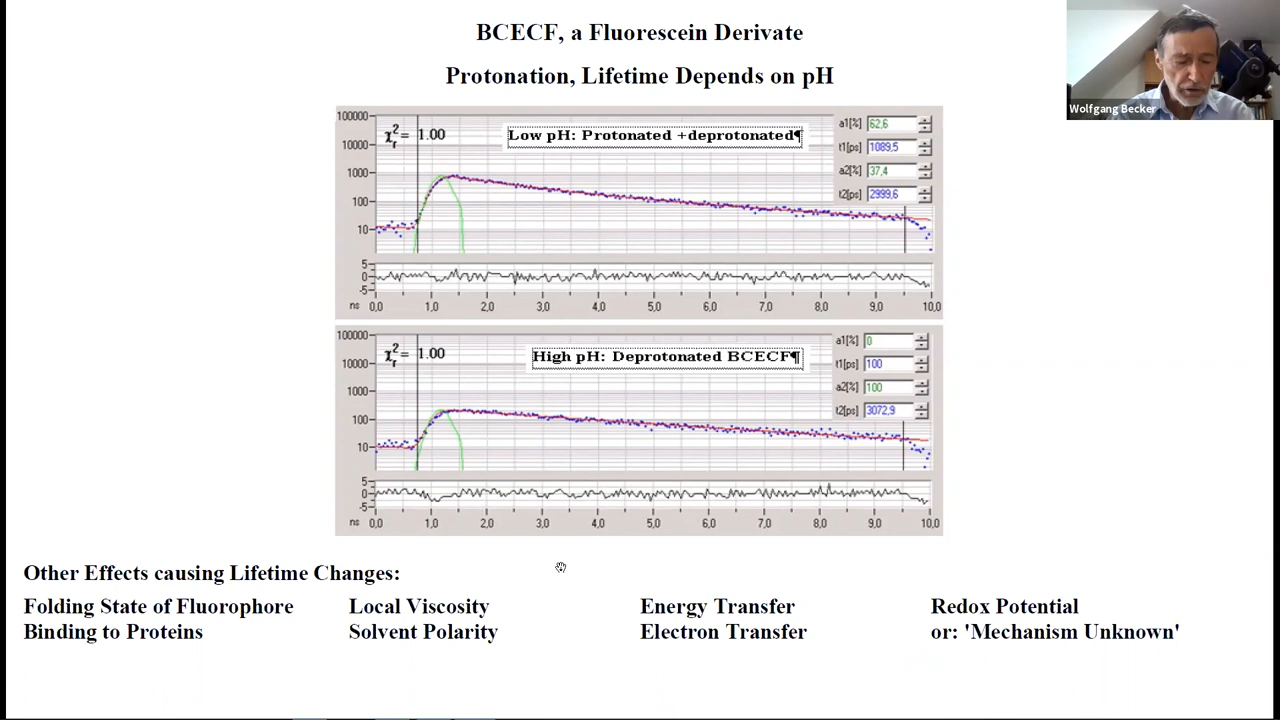 BCECF, a Fluorescein Derivate
Protonation, Lifetime Depends on pH
Wolfgang Becker
100000
10000
1000
100
10
χ²r= 1.00
Low pH: Protonated +deprotonated¶
a1[%] 62,6
t1[ps] 1089,5
a2[%] 37,4
t2[ps] 2999,6
5
0
-5
ns 0,0 1,0 2,0 3,0 4,0 5,0 6,0 7,0 8,0 9,0 10,0
100000
10000
1000
100
10
χ²r= 1.00
High pH: Deprotonated BCECF¶
a1[%] 0
t1[ps] 100
a2[%] 100
t2[ps] 3072,9
5
0
-5
ns 0,0 1,0 2,0 3,0 4,0 5,0 6,0 7,0 8,0 9,0 10,0
Other Effects causing Lifetime Changes:
Folding State of Fluorophore Local Viscosity Energy Transfer Redox Potential
Binding to Proteins Solvent Polarity Electron Transfer or: 'Mechanism Unknown'